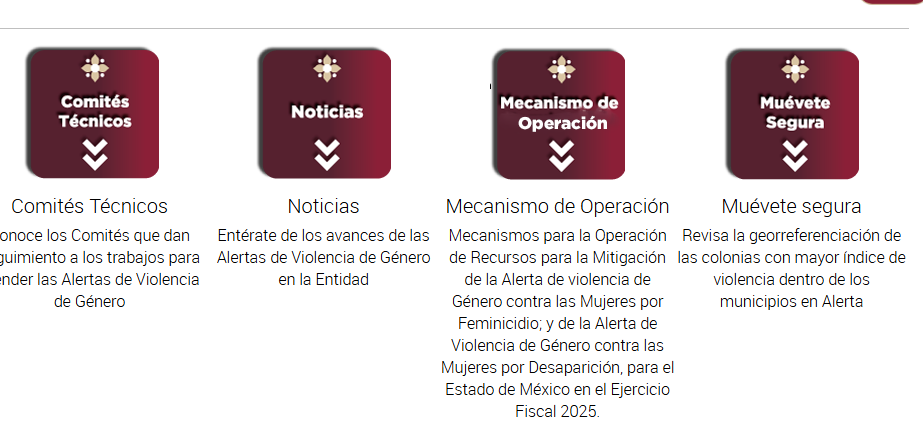 Comités
Técnicos
Noticias
Mecanismo de
Operación
Muévete
Segura
Comités Técnicos
onoce los Comités que dan
guimiento a los trabajos para
ender las Alertas de Violencia
de Género
Noticias
Entérate de los avances de las
Alertas de Violencia de Género
en la Entidad
Mecanismo de Operación
Mecanismos para la Operación
de Recursos para la Mitigación
de la Alerta de violencia de
Género contra las Mujeres por
Feminicidio; y de la Alerta de
Violencia de Género contra las
Mujeres por Desaparición, para el
Estado de México en el Ejercicio
Fiscal 2025.
Muévete segura
Revisa la georreferenciación de
las colonias con mayor índice de
violencia dentro de los
municipios en Alerta